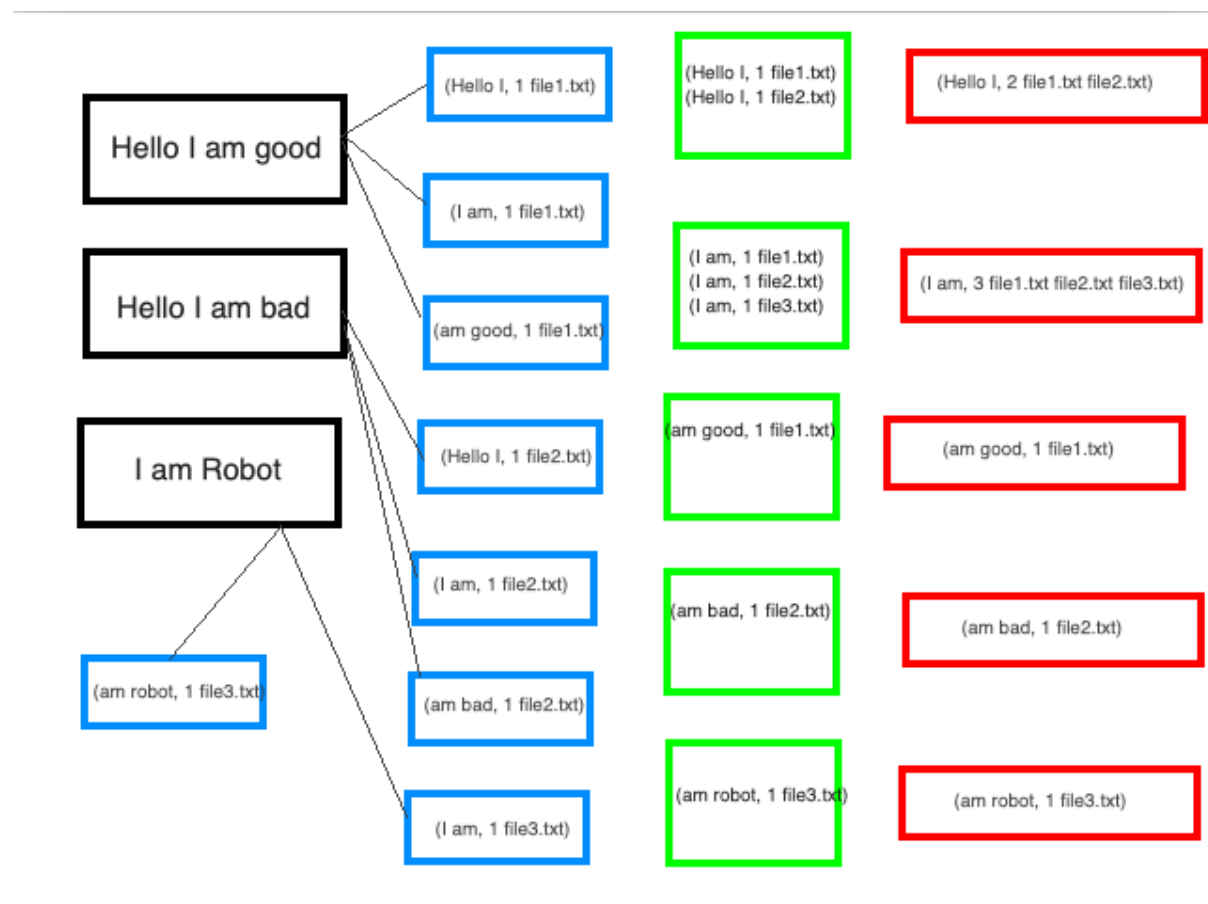 Hello I am good
Hello I am bad
I am Robot
(am robot, 1 file3.txt)
(Hello I, 1 file1.txt)
(I am, 1 file1.txt)
(am good, 1 file1.txt)
(Hello I, 1 file2.txt)
(I am, 1 file2.txt)
(am bad, 1 file2.txt)
(I am, 1 file3.txt)
(Hello I, 1 file1.txt)
(Hello I, 1 file2.txt)
(I am, 1 file1.txt)
(I am, 1 file2.txt)
(I am, 1 file3.txt)
(am good, 1 file1.txt)
(am bad, 1 file2.txt)
(am robot, 1 file3.txt)
(Hello I, 2 file1.txt file2.txt)
(I am, 3 file1.txt file2.txt file3.txt)
(am good, 1 file1.txt)
(am bad, 1 file2.txt)
(am robot, 1 file3.txt)